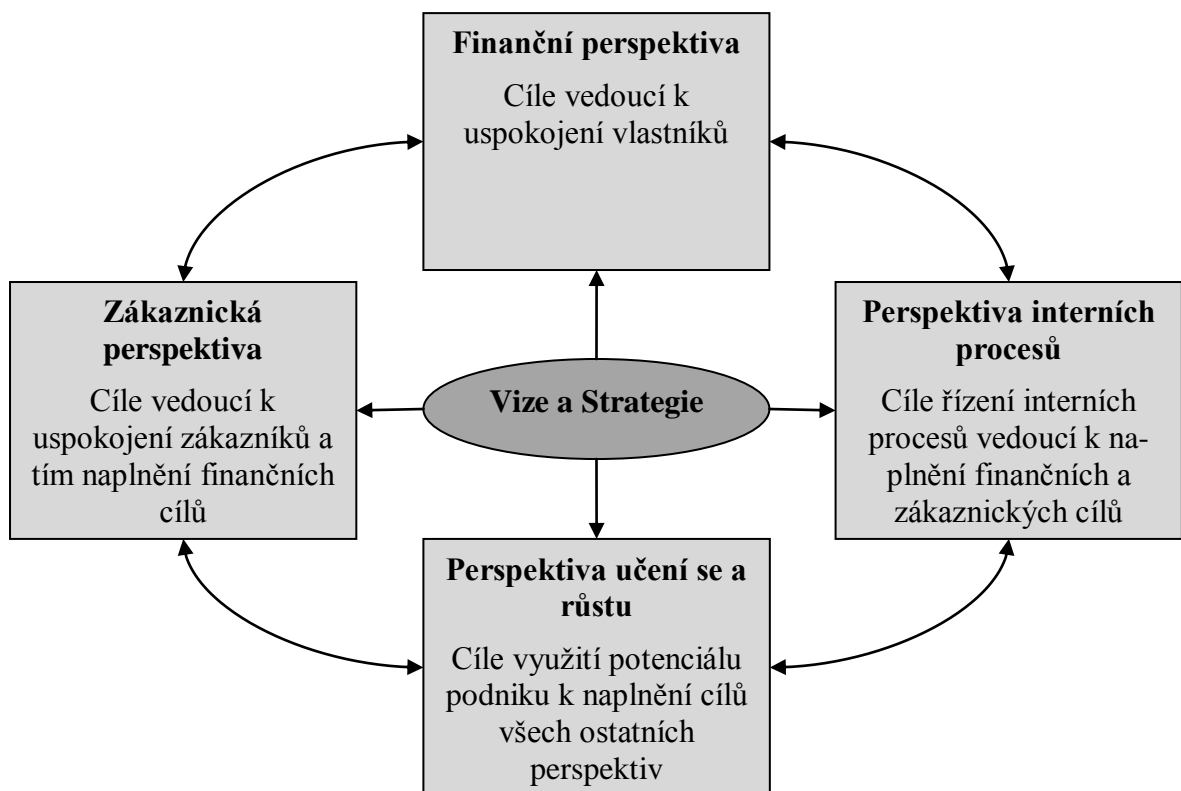 Finanční perspektiva
Cíle vedoucí k
uspokojení vlastníků
Zákaznická
perspektiva
Cíle vedoucí k
uspokojení zákazníků a
tím naplnění finančních
cílů
Vize a Strategie
Perspektiva interních
procesů
Cíle řízení interních
procesů vedoucí k na-
plnění finančních a
zákaznických cílů
Perspektiva učení se a
růstu
Cíle využití potenciálu
podniku k naplnění cílů
všech ostatních
perspektiv